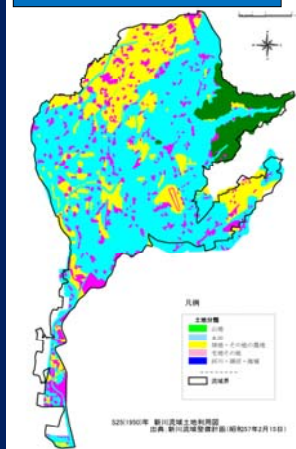 凡例
土地分類
山地
水田
畑地・その他の農地
宅地その他
河川・湖沼・海域
流域界
S25(1950)年 新川流域土地利用図
出典:新川流域整備計画(昭和57年2月15日)